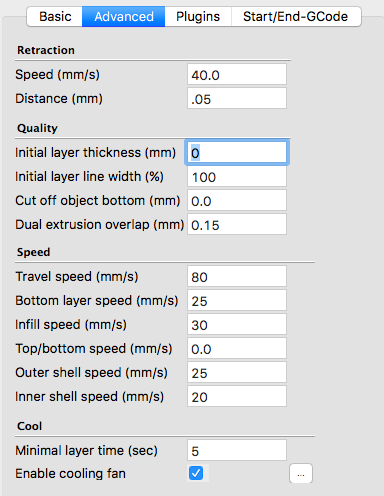 Basic Advanced Plugins Start/End-GCode
Retraction
Speed (mm/s) 40.0
Distance (mm) .05
Quality
Initial layer thickness (mm) 0
Initial layer line width (%) 100
Cut off object bottom (mm) 0.0
Dual extrusion overlap (mm) 0.15
Speed
Travel speed (mm/s) 80
Bottom layer speed (mm/s) 25
Infill speed (mm/s) 30
Top/bottom speed (mm/s) 0.0
Outer shell speed (mm/s) 25
Inner shell speed (mm/s) 20
Cool
Minimal layer time (sec) 5
Enable cooling fan ...